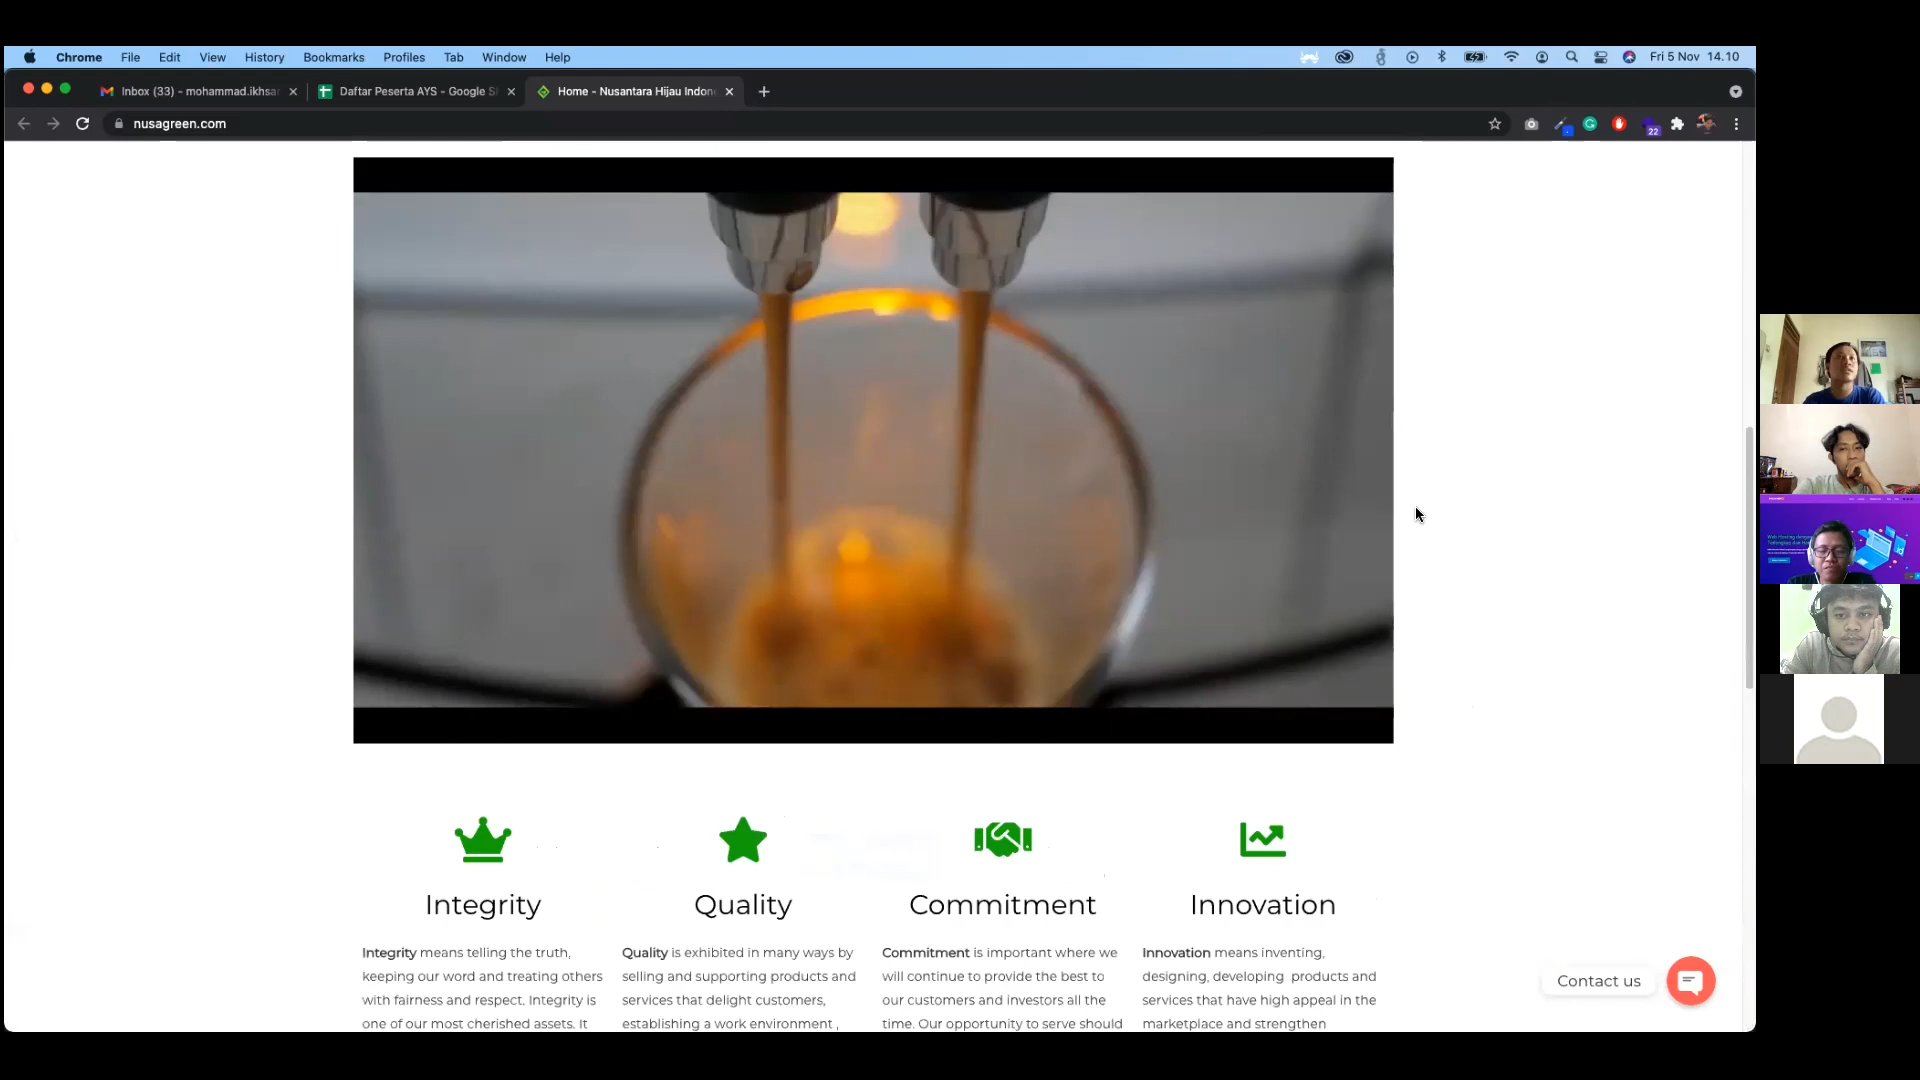 Chrome File Edit View History Bookmarks Profiles Tab Window Help Fri 5 Nov 14.10
Inbox (33) - mohammad.ikhsa Daftar Peserta AYS - Google S Home - Nusantara Hijau Indon
nusagreen.com 22
Integrity Quality Commitment Innovation
Integrity means telling the truth,
keeping our word and treating others
with fairness and respect. Integrity is
one of our most cherished assets. It
Quality is exhibited in many ways by
selling and supporting products and
services that delight customers,
establishing a work environment ,
Commitment is important where we
will continue to provide the best to
our customers and investors all the
time. Our opportunity to serve should
Innovation means inventing,
designing, developing products and
services that have high appeal in the
marketplace and strengthen
Contact us